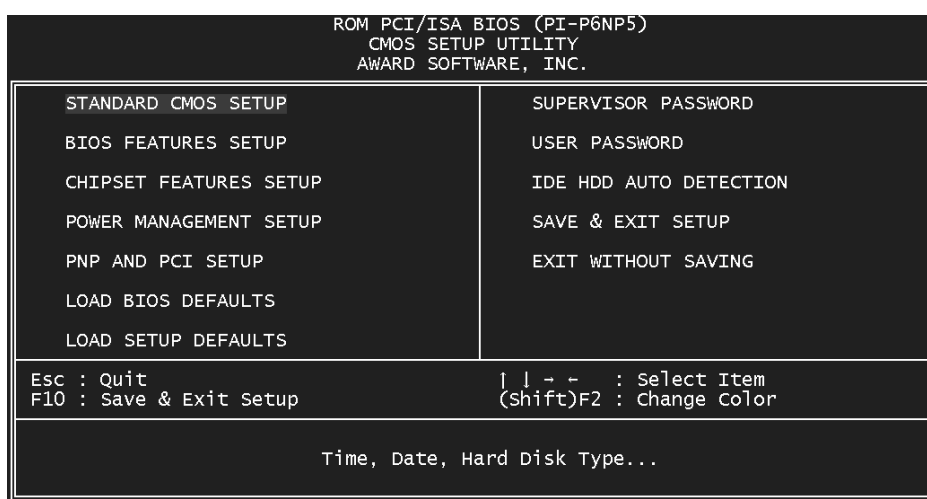 ROM PCI/ISA BIOS (PI-P6NP5)
CMOS SETUP UTILITY
AWARD SOFTWARE, INC.
STANDARD CMOS SETUP
BIOS FEATURES SETUP
CHIPSET FEATURES SETUP
POWER MANAGEMENT SETUP
PNP AND PCI SETUP
LOAD BIOS DEFAULTS
LOAD SETUP DEFAULTS
SUPERVISOR PASSWORD
USER PASSWORD
IDE HDD AUTO DETECTION
SAVE & EXIT SETUP
EXIT WITHOUT SAVING
Esc : Quit
F10 : Save & Exit Setup
↑ ↓ → ← : Select Item
(Shift)F2 : Change Color
Time, Date, Hard Disk Type...